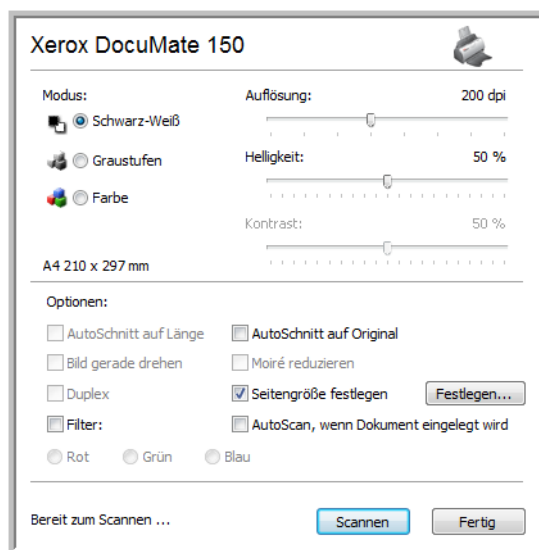 Xerox DocuMate 150
Modus:
Schwarz-Weiß
Graustufen
Farbe
A4 210 x 297 mm
Auflösung: 200 dpi
Helligkeit: 50 %
Kontrast: 50 %
Optionen:
AutoSchnitt auf Länge AutoSchnitt auf Original
Bild gerade drehen Moiré reduzieren
Duplex Seitengröße festlegen Festlegen...
Filter: AutoScan, wenn Dokument eingelegt wird
Rot Grün Blau
Bereit zum Scannen ... Scannen Fertig